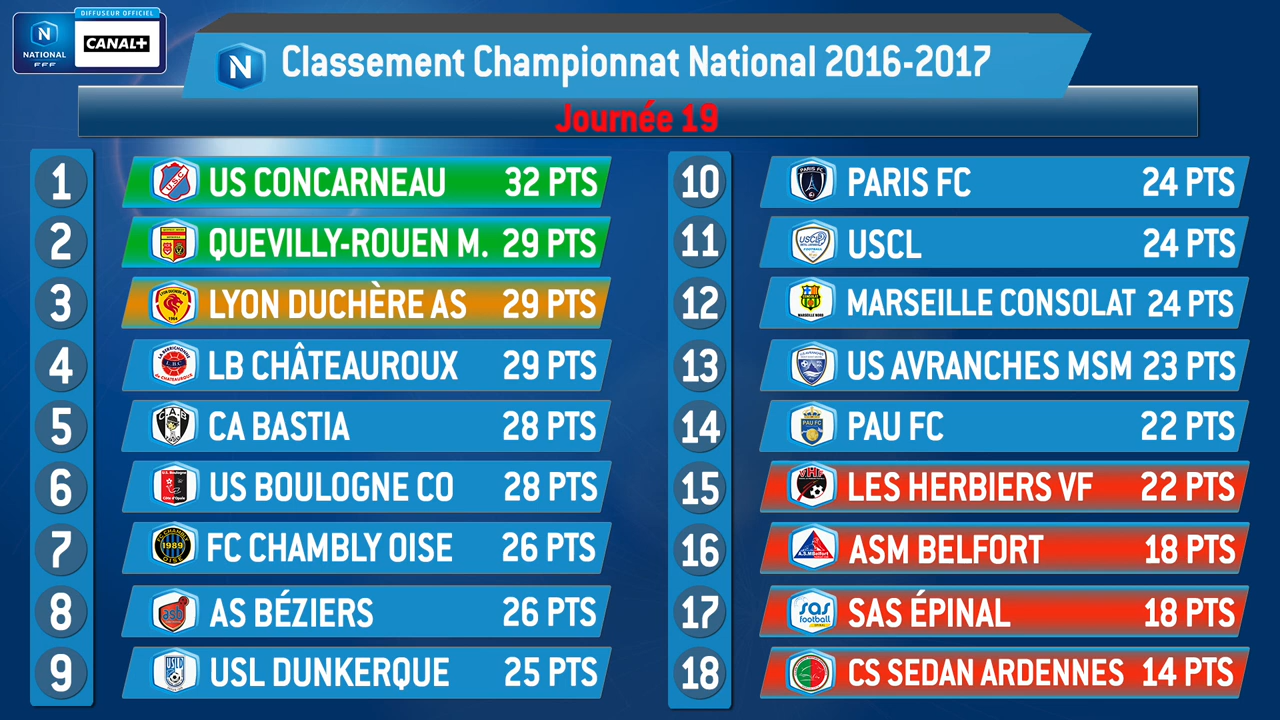 DIFFUSEUR OFFICIEL
N
NATIONAL
FFF
CANAL+
N
Classement Championnat National 2016-2017
Journée 19
1 US CONCARNEAU 32 PTS
2 QUEVILLY-ROUEN M. 29 PTS
3 LYON DUCHÈRE AS 29 PTS
4 LB CHÂTEAUROUX 29 PTS
5 CA BASTIA 28 PTS
6 US BOULOGNE CO 28 PTS
7 FC CHAMBLY OISE 26 PTS
8 AS BÉZIERS 26 PTS
9 USL DUNKERQUE 25 PTS
10 PARIS FC 24 PTS
11 USCL 24 PTS
12 MARSEILLE CONSOLAT 24 PTS
13 US AVRANCHES MSM 23 PTS
14 PAU FC 22 PTS
15 LES HERBIERS VF 22 PTS
16 ASM BELFORT 18 PTS
17 SAS ÉPINAL 18 PTS
18 CS SEDAN ARDENNES 14 PTS